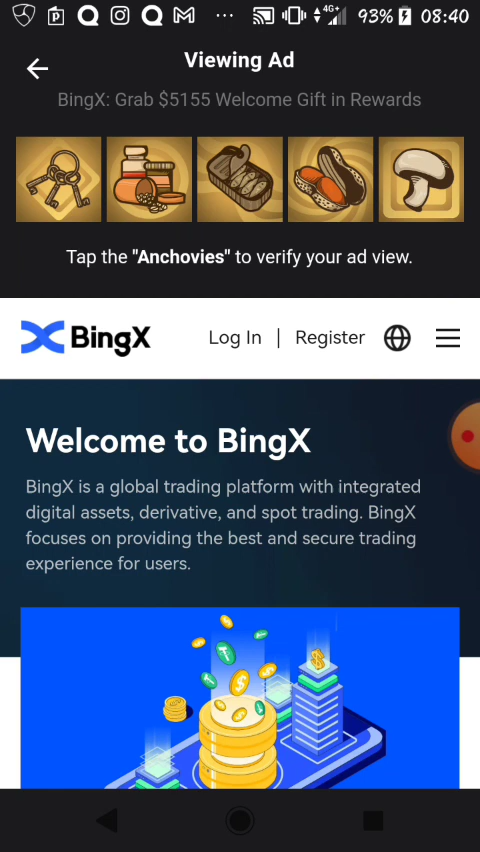 4G+ 93% 08:40
Viewing Ad
BingX: Grab $5155 Welcome Gift in Rewards
Tap the "Anchovies" to verify your ad view.
BingX Log In | Register
Welcome to BingX
BingX is a global trading platform with integrated
digital assets, derivative, and spot trading. BingX
focuses on providing the best and secure trading
experience for users.